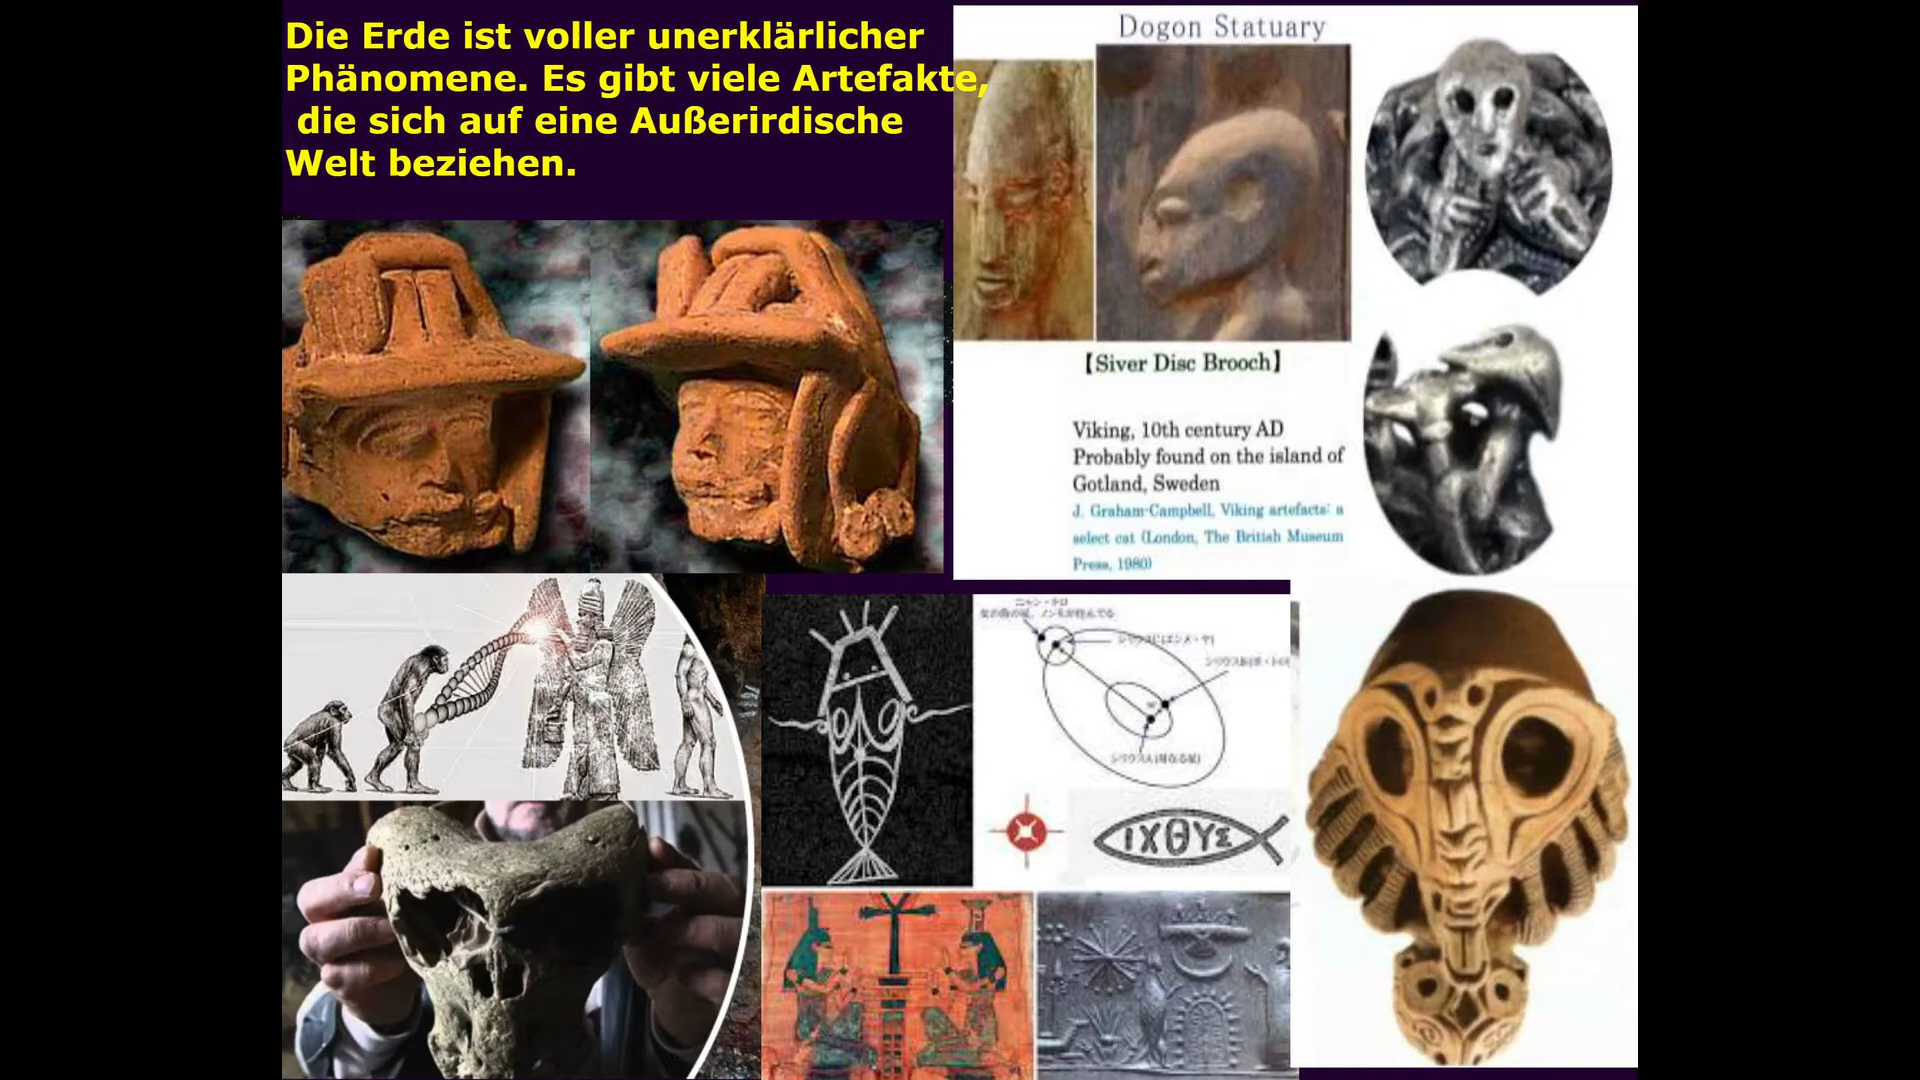 Die Erde ist voller unerklärlicher
Phänomene. Es gibt viele Artefakte,
die sich auf eine Außerirdische
Welt beziehen.
Dogon Statuary
【Siver Disc Brooch】
Viking, 10th century AD
Probably found on the island of
Gotland, Sweden
J. Graham-Campbell, Viking artefacts: a
select cat (London, The British Museum
Press, 1980)
ΙΧΘΥΣ